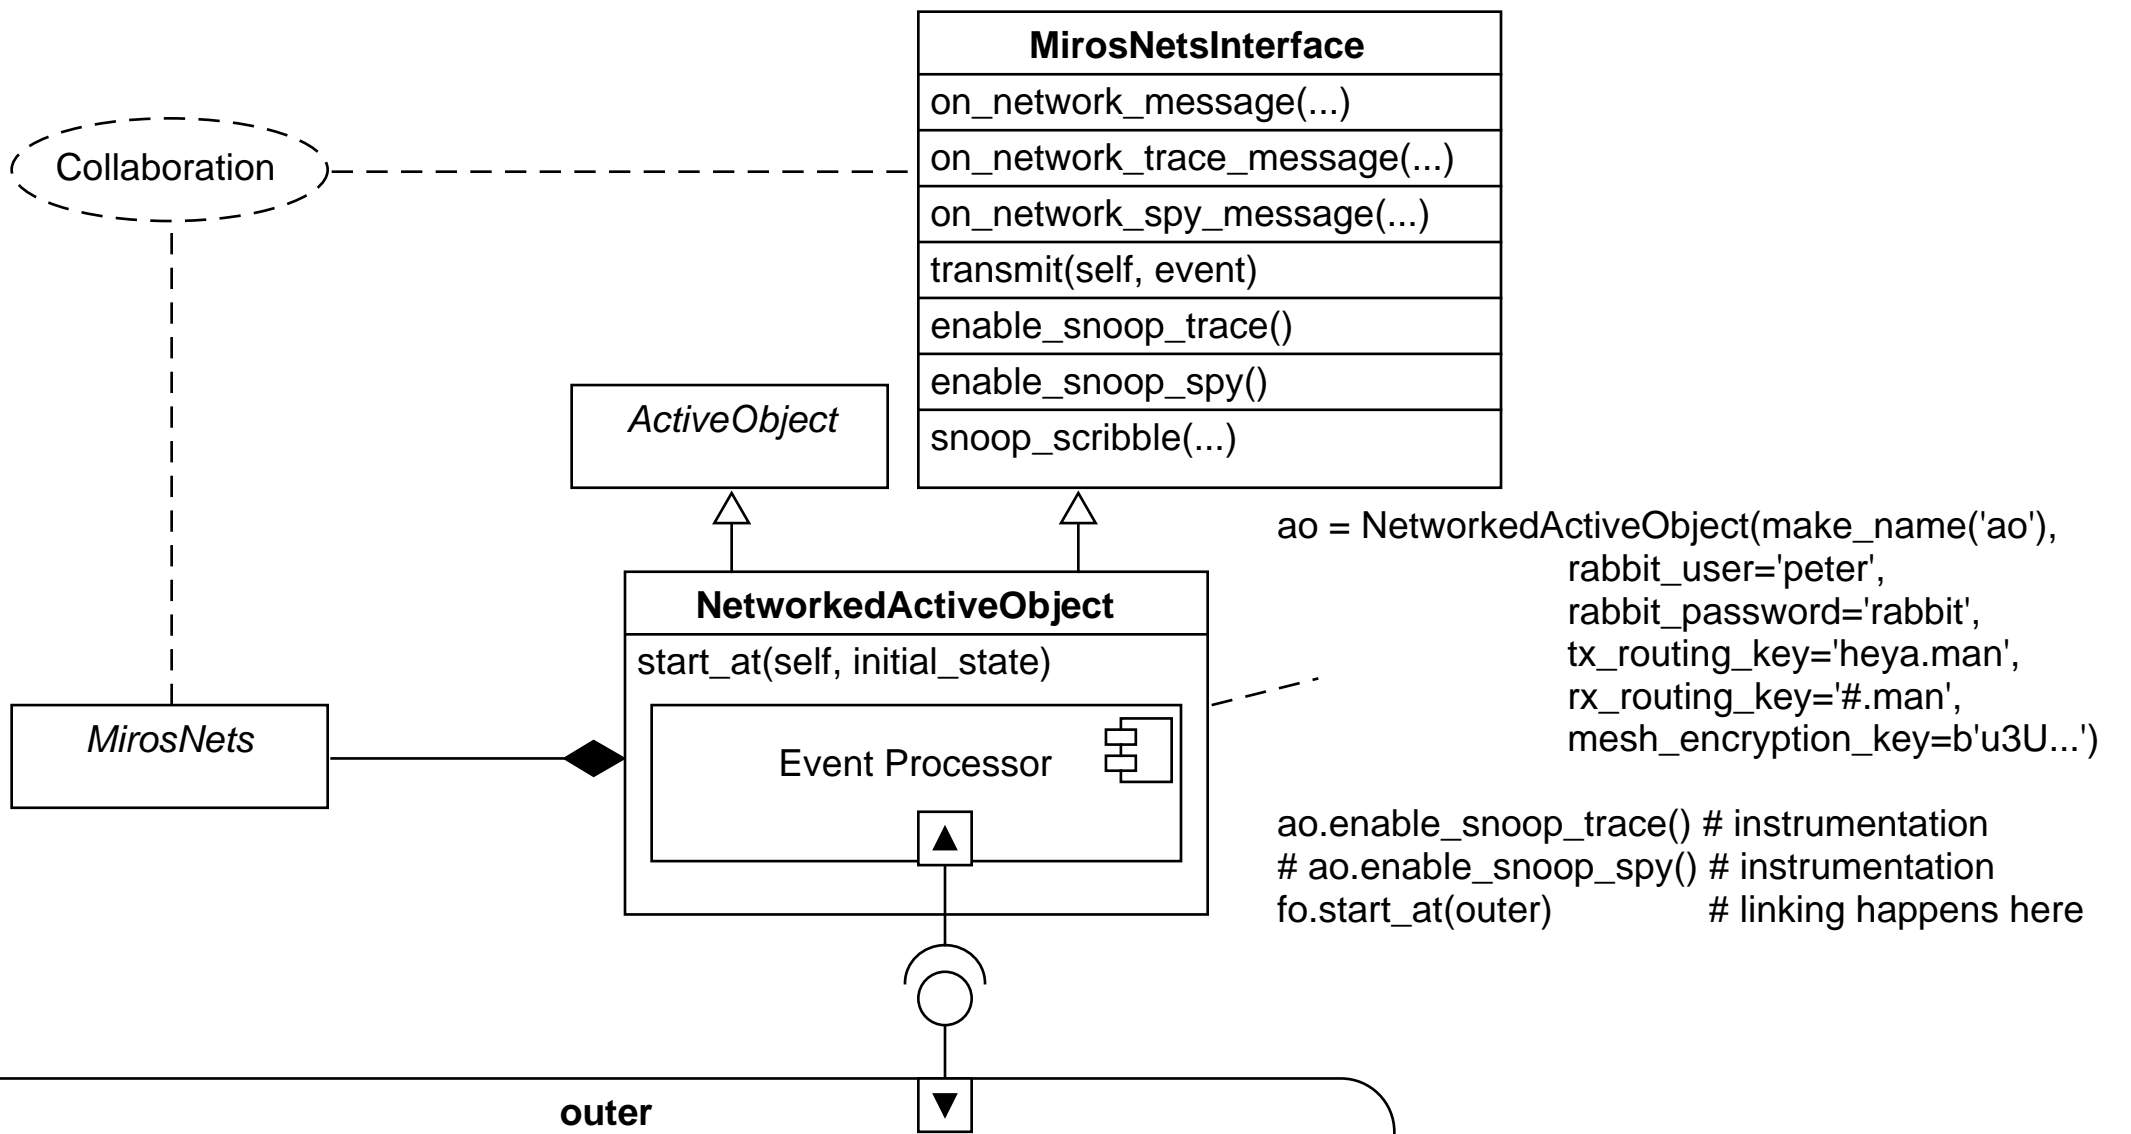 MirosNetsInterface
on_network_message(...)
on_network_trace_message(...)
on_network_spy_message(...)
transmit(self, event)
enable_snoop_trace()
enable_snoop_spy()
snoop_scribble(...)
Collaboration
ActiveObject
NetworkedActiveObject
start_at(self, initial_state)
Event Processor
MirosNets
ao = NetworkedActiveObject(make_name('ao'),
rabbit_user='peter',
rabbit_password='rabbit',
tx_routing_key='heya.man',
rx_routing_key='#.man',
mesh_encryption_key=b'u3U...')
ao.enable_snoop_trace() # instrumentation
# ao.enable_snoop_spy() # instrumentation
fo.start_at(outer) # linking happens here
outer